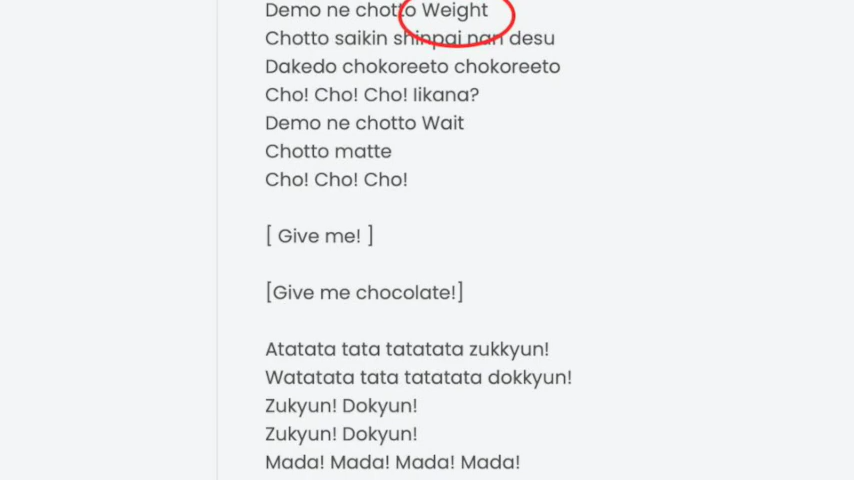 Demo ne chotto Weight
Chotto saikin shinpai nan desu
Dakedo chokoreeto chokoreeto
Cho! Cho! Cho! Iikana?
Demo ne chotto Wait
Chotto matte
Cho! Cho! Cho!
[ Give me! ]
[Give me chocolate!]
Atatata tata tatatata zukkyun!
Watatata tata tatatata dokkyun!
Zukyun! Dokyun!
Zukyun! Dokyun!
Mada! Mada! Mada! Mada!